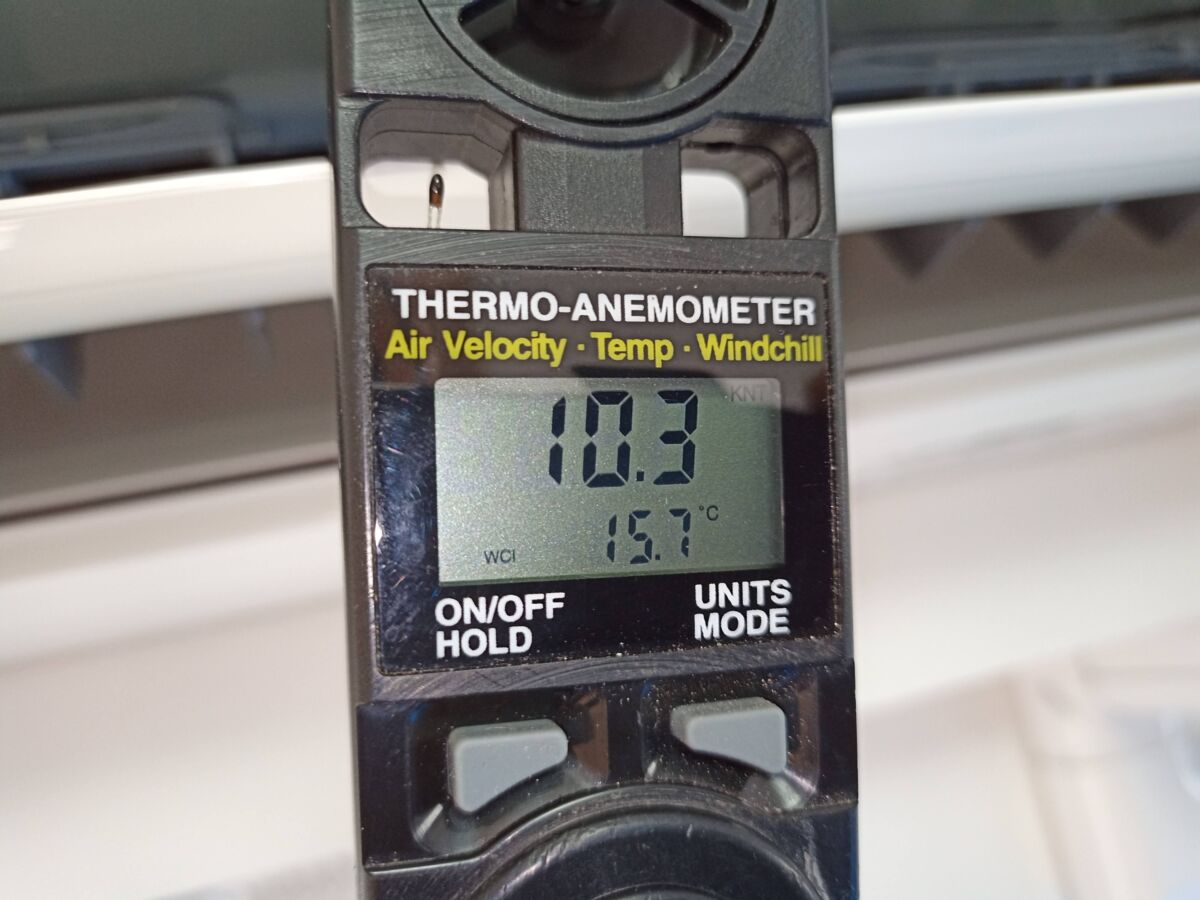 THERMO-ANEMOMETER
Air Velocity · Temp · Windchill
KNT
10.3
15.7 °C
WCI
ON/OFF
HOLD
UNITS
MODE